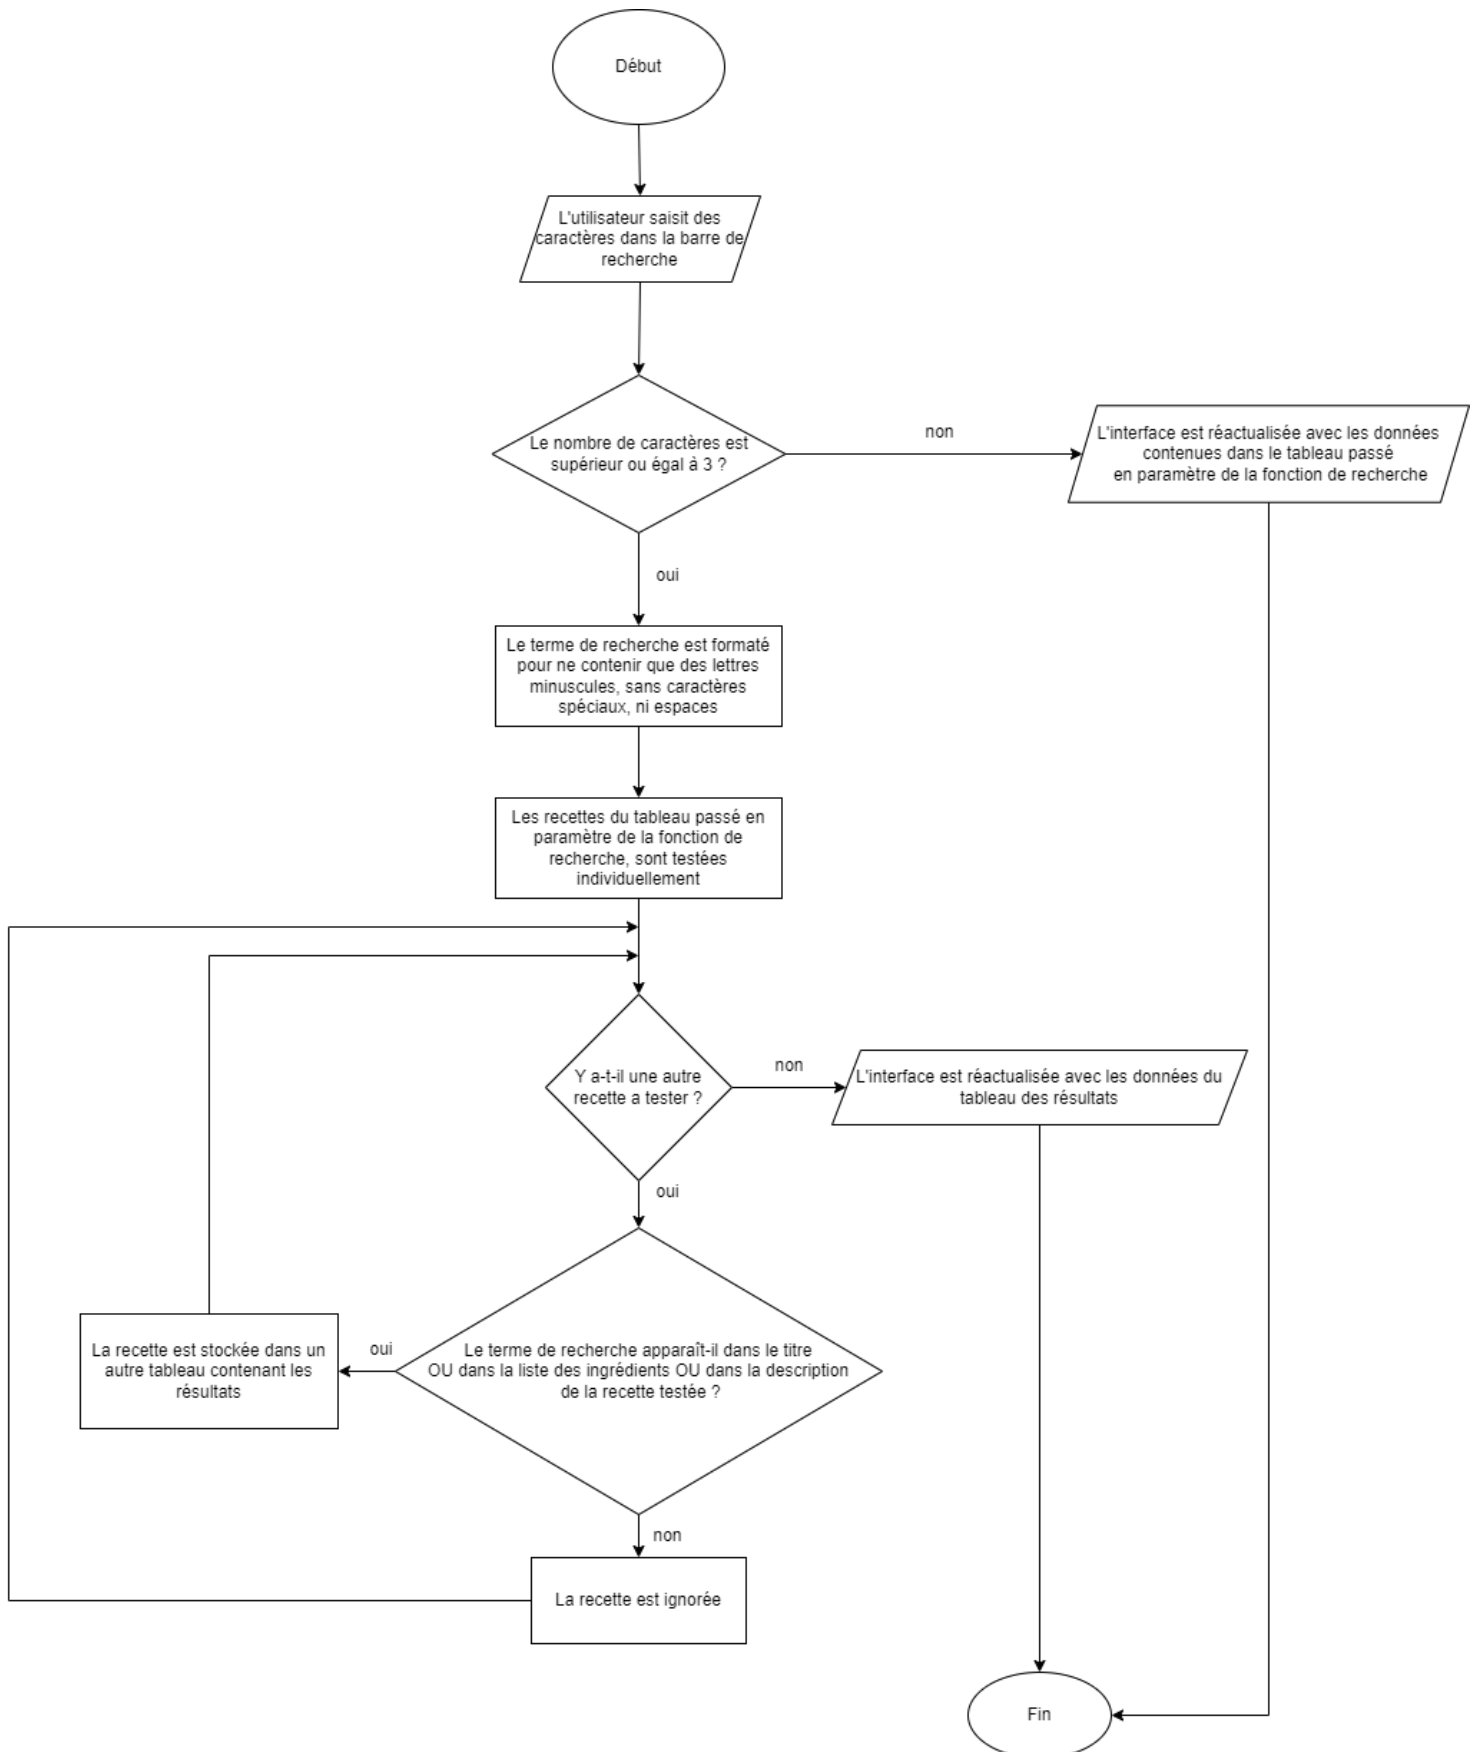 Début
L'utilisateur saisit des
caractères dans la barre de
recherche
Le nombre de caractères est
supérieur ou égal à 3 ?
non
L'interface est réactualisée avec les données
contenues dans le tableau passé
en paramètre de la fonction de recherche
oui
Le terme de recherche est formaté
pour ne contenir que des lettres
minuscules, sans caractères
spéciaux, ni espaces
Les recettes du tableau passé en
paramètre de la fonction de
recherche, sont testées
individuellement
Y a-t-il une autre
recette a tester ?
non
L'interface est réactualisée avec les données du
tableau des résultats
oui
Le terme de recherche apparaît-il dans le titre
OU dans la liste des ingrédients OU dans la description
de la recette testée ?
oui
La recette est stockée dans un
autre tableau contenant les
résultats
non
La recette est ignorée
Fin